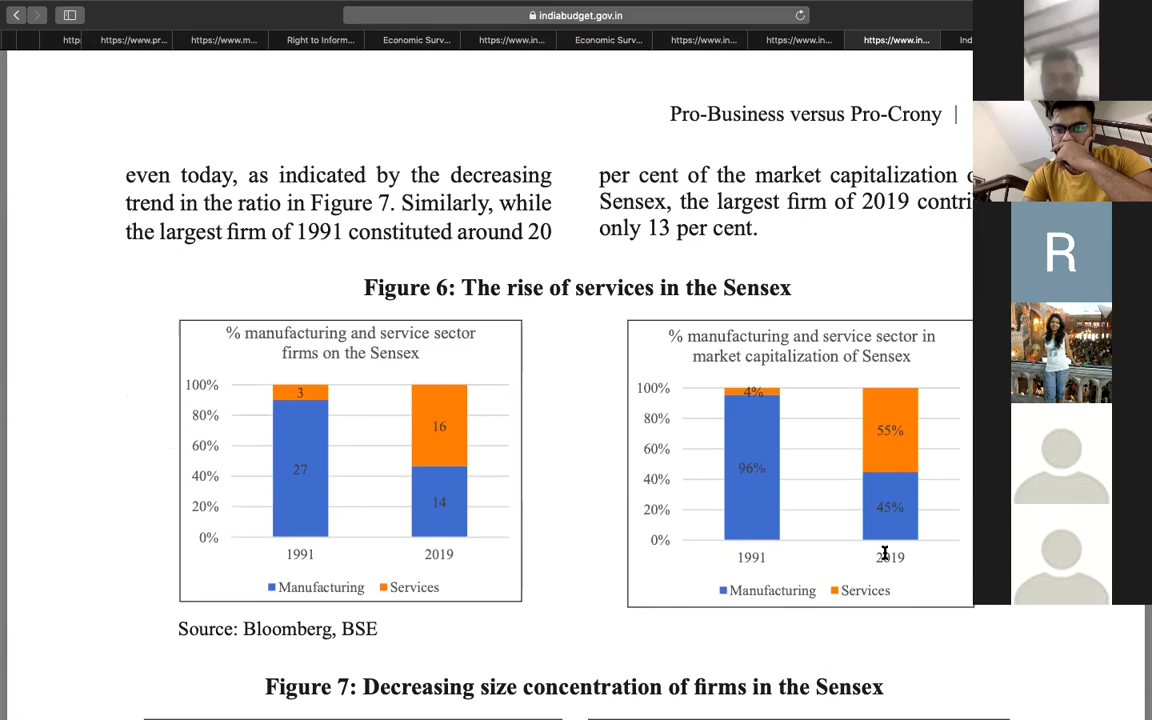 indiabudget.gov.in
http
https://www.pr...
https://www.m...
Right to Inform...
Economic Surv...
https://www.in...
Economic Surv...
https://www.in...
https://www.in...
https://www.in...
Ind
Pro-Business versus Pro-Crony |
even today, as indicated by the decreasing
trend in the ratio in Figure 7. Similarly, while
the largest firm of 1991 constituted around 20
per cent of the market capitalization
Sensex, the largest firm of 2019 contri
only 13 per cent.
R
Figure 6: The rise of services in the Sensex
% manufacturing and service sector
firms on the Sensex
100%
80%
60%
40%
20%
0%
3
27
16
14
1991
2019
Manufacturing
Services
% manufacturing and service sector in
market capitalization of Sensex
100%
80%
60%
40%
20%
0%
4%
96%
55%
45%
1991
2019
Manufacturing
Services
Source: Bloomberg, BSE
Figure 7: Decreasing size concentration of firms in the Sensex